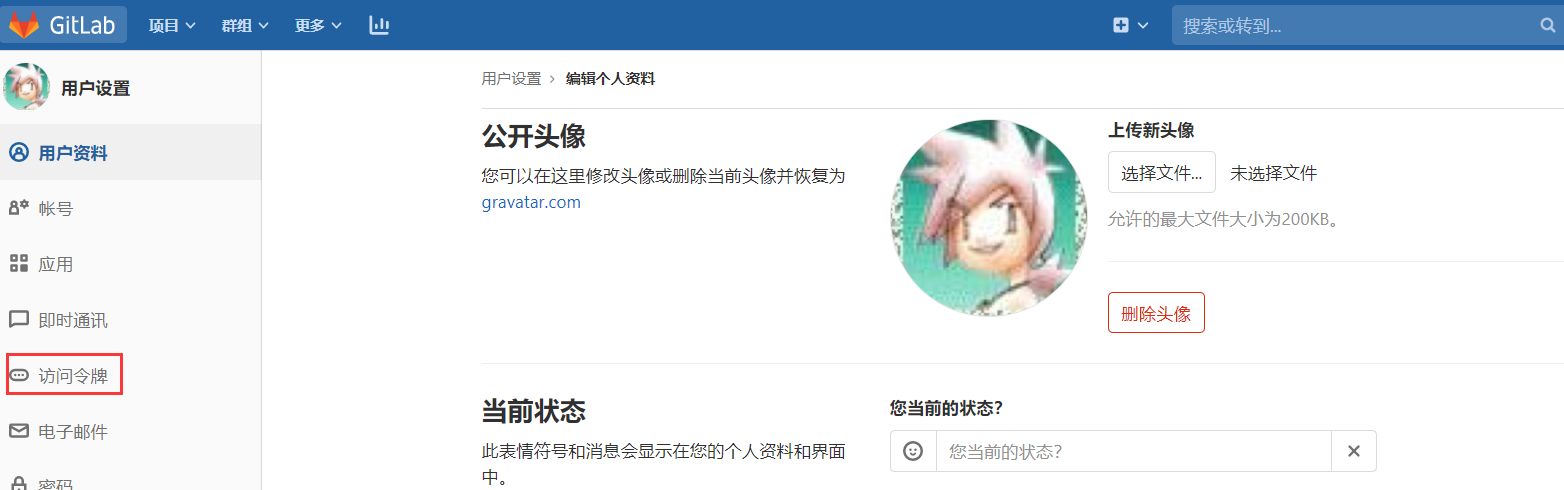 GitLab 项目 群组 更多 搜索或转到...
用户设置
用户资料
帐号
应用
即时通讯
访问令牌
电子邮件
密码
用户设置 › 编辑个人资料
公开头像
您可以在这里修改头像或删除当前头像并恢复为
gravatar.com
上传新头像
选择文件... 未选择文件
允许的最大文件大小为200KB。
删除头像
当前状态
此表情符号和消息会显示在您的个人资料和界面
中。
您当前的状态?
您当前的状态?